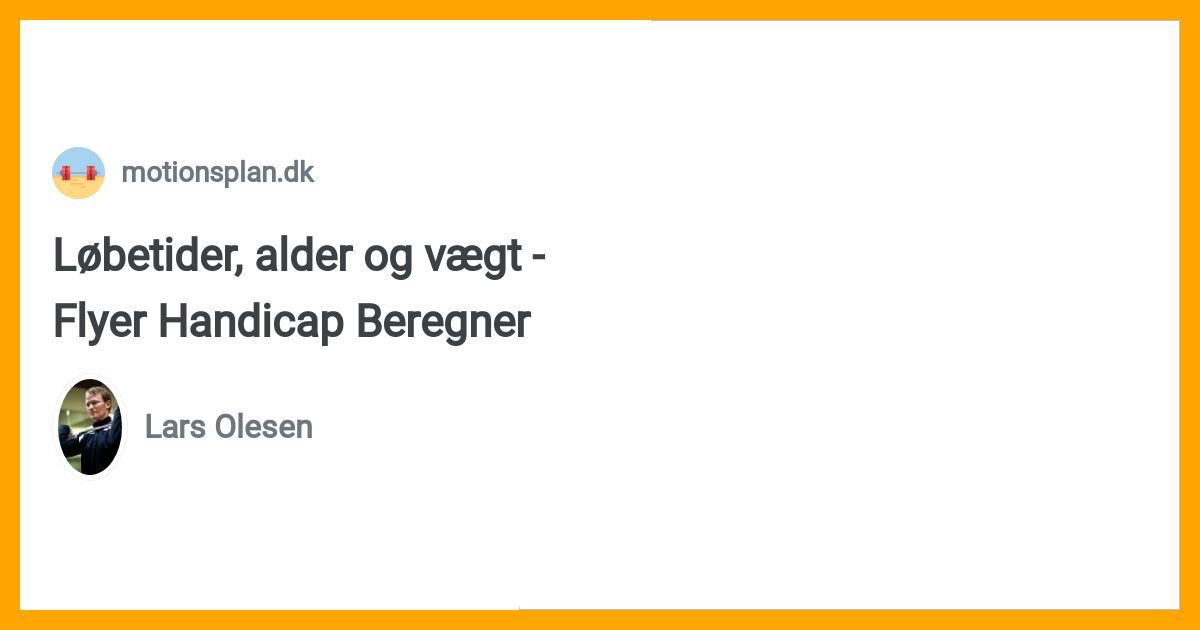 motionsplan.dk
Løbetider, alder og vægt -
Flyer Handicap Beregner
Lars Olesen